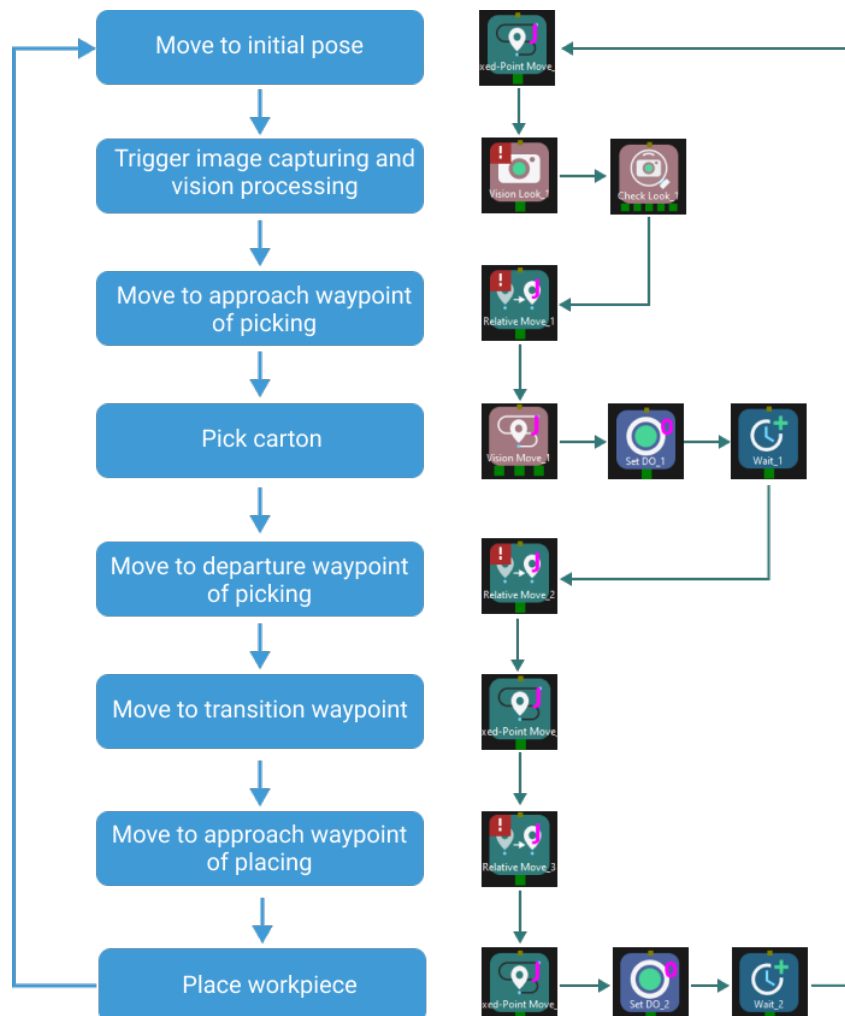 Move to initial pose
xed-Point Move_
Trigger image capturing and
vision processing
Vision Look_1
Check Look_1
Move to approach waypoint
of picking
Relative Move_1
Pick carton
Vision Move_1
Set DO_1
Wait_1
Move to departure waypoint
of picking
Relative Move_2
Move to transition waypoint
xed-Point Move_
Move to approach waypoint
of placing
Relative Move_3
Place workpiece
xed-Point Move_
Set DO_2
Wait_2